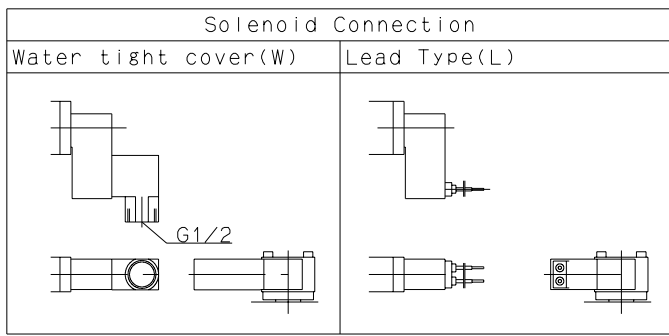 Solenoid Connection
Water tight cover(W)
Lead Type(L)
G1/2